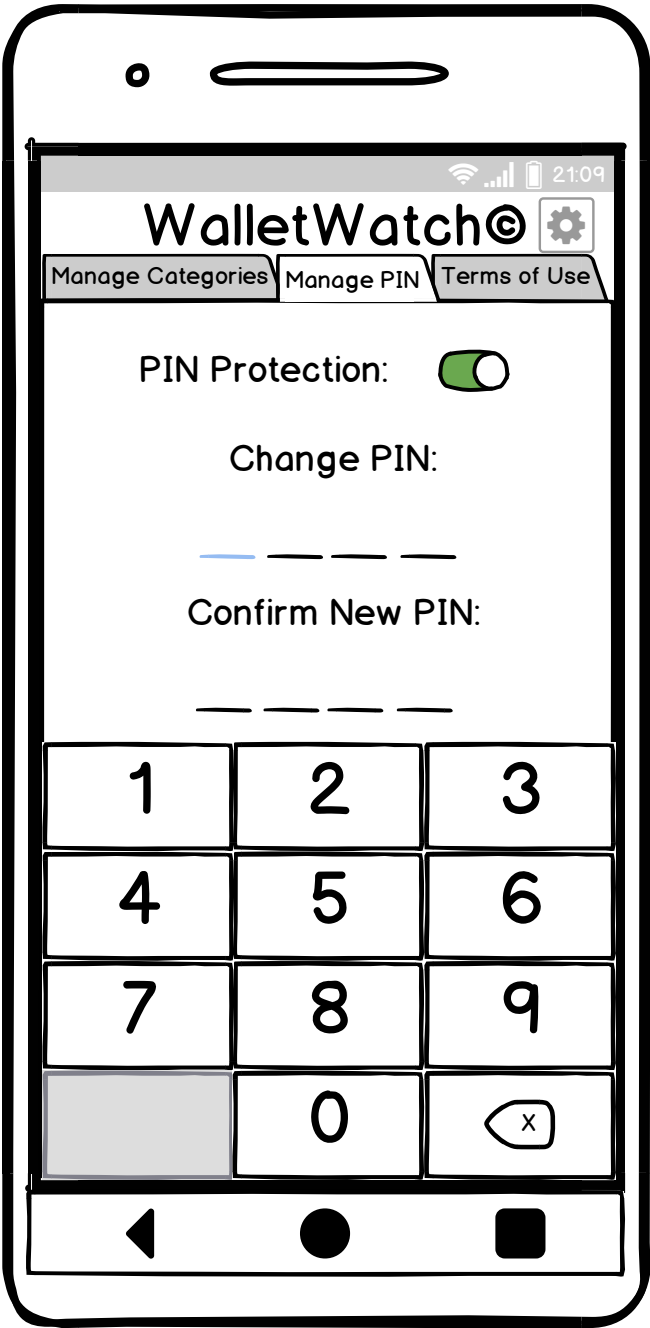 21:09
WalletWatch©
Manage Categories Manage PIN Terms of Use
PIN Protection:
Change PIN:
Confirm New PIN:
1 2 3
4 5 6
7 8 9
0 X